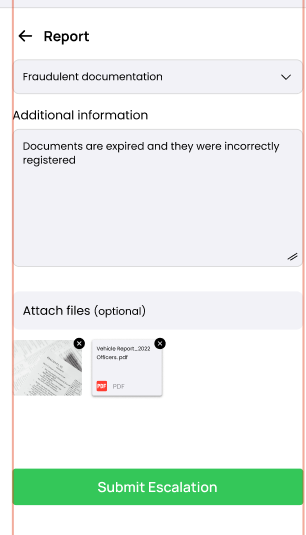 Report
Fraudulent documentation
Additional information
Documents are expired and they were incorrectly
registered
Attach files (optional)
Vehicle Report_2022
Officers.pdf
PDF PDF
Submit Escalation